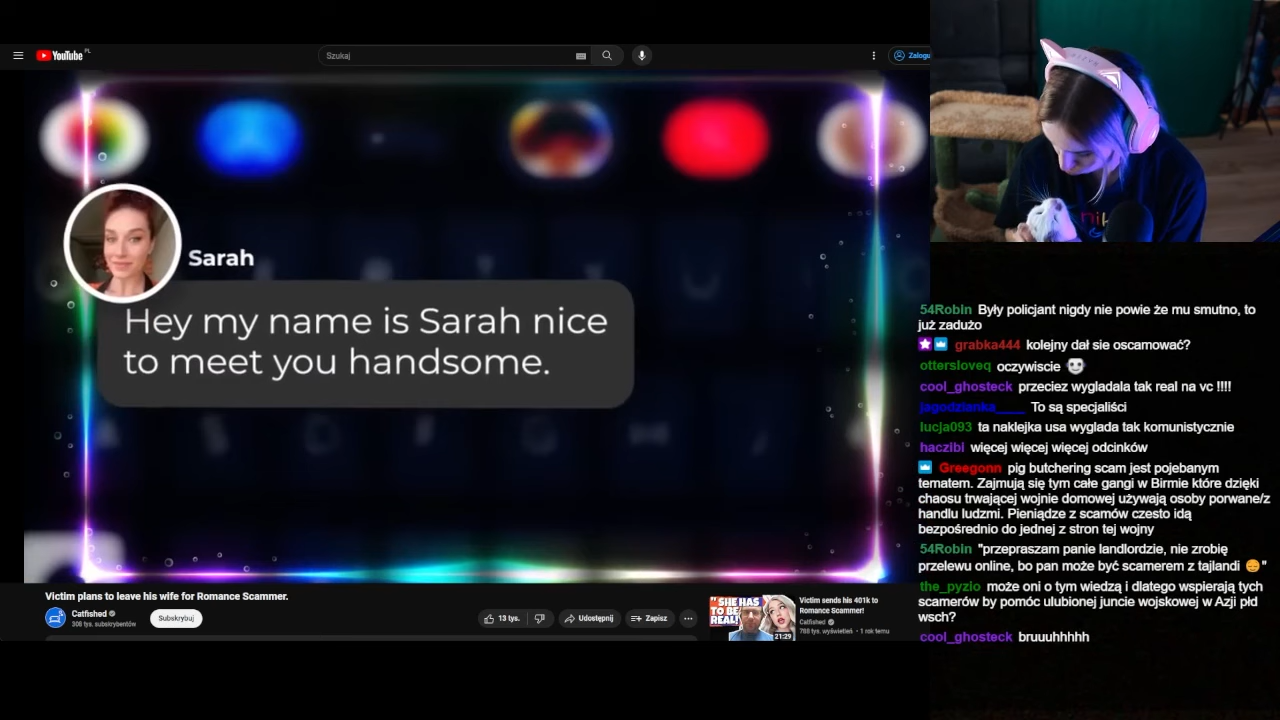 YouTube PL
Szukaj
Zalogu
Sarah
Hey my name is Sarah nice
to meet you handsome.
Victim plans to leave his wife for Romance Scammer.
Catfished
308 tys. subskrybentów
Subskrybuj
13 tys.
Udostępnij
Zapisz
"SHE HAS
TO BE
REAL!"
21:29
Victim sends his 401k to
Romance Scammer!
Catfished
788 tys. wyświetleń • 1 rok temu
54Robin Były policjant nigdy nie powie że mu smutno, to
już zadużo
grabka444 kolejny dał sie oscamować?
ottersloveq oczywiscie
cool_ghosteck przeciez wygladala tak real na vc !!!!
jagodzianka____ To są specjaliści
lucja093 ta naklejka usa wyglada tak komunistycznie
haczibi więcej więcej więcej odcinków
Greegonn pig butchering scam jest pojebanym
tematem. Zajmują się tym całe gangi w Birmie które dzięki
chaosu trwającej wojnie domowej używają osoby porwane/z
handlu ludzmi. Pieniądze z scamów czesto idą
bezpośrednio do jednej z stron tej wojny
54Robin "przepraszam panie landlordzie, nie zrobię
przelewu online, bo pan może być scamerem z tajlandi "
the_pyzio może oni o tym wiedzą i dlatego wspierają tych
scamerów by pomóc ulubionej juncie wojskowej w Azji płd
wsch?
cool_ghosteck bruuuhhhhh